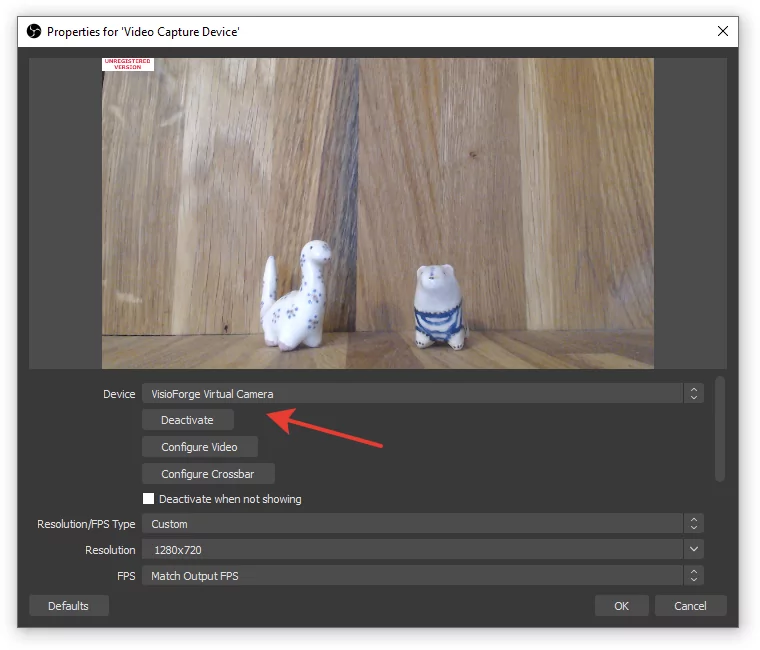 Properties for 'Video Capture Device'
UNREGISTERED
VERSION
Device VisioForge Virtual Camera
Deactivate
Configure Video
Configure Crossbar
Deactivate when not showing
Resolution/FPS Type Custom
Resolution 1280x720
FPS Match Output FPS
Defaults OK Cancel